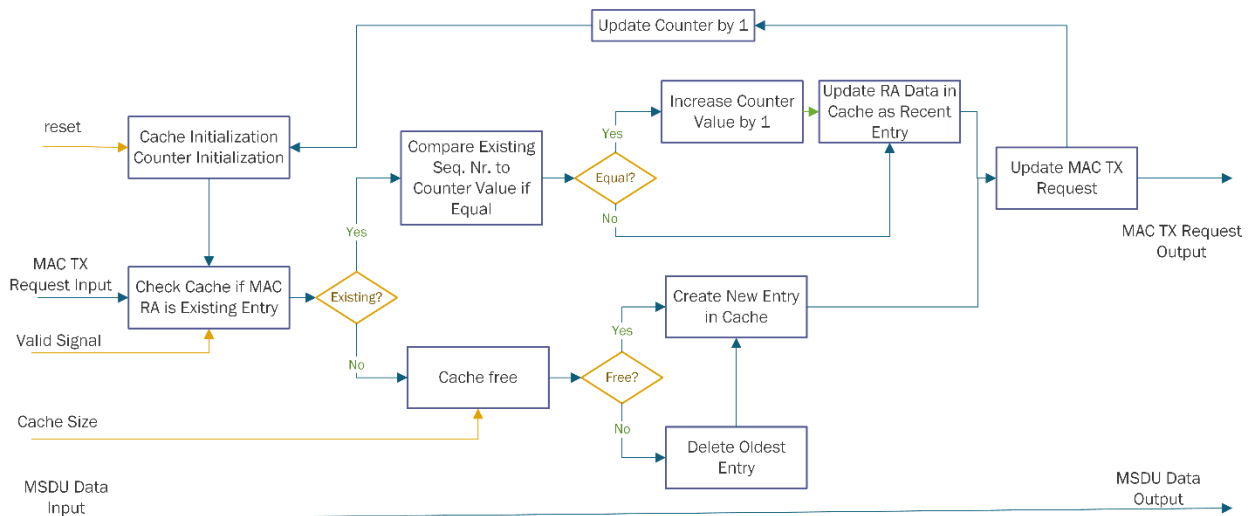 Update Counter by 1
reset
Cache Initialization
Counter Initialization
Compare Existing
Seq. Nr. to
Counter Value if
Equal
Equal?
Yes
No
Increase Counter
Value by 1
Update RA Data in
Cache as Recent
Entry
Update MAC TX
Request
MAC TX Request
Output
MAC TX
Request Input
Check Cache if MAC
RA is Existing Entry
Valid Signal
Existing?
Yes
No
Cache free
Cache Size
Free?
Yes
No
Create New Entry
in Cache
Delete Oldest
Entry
MSDU Data
Input
MSDU Data
Output